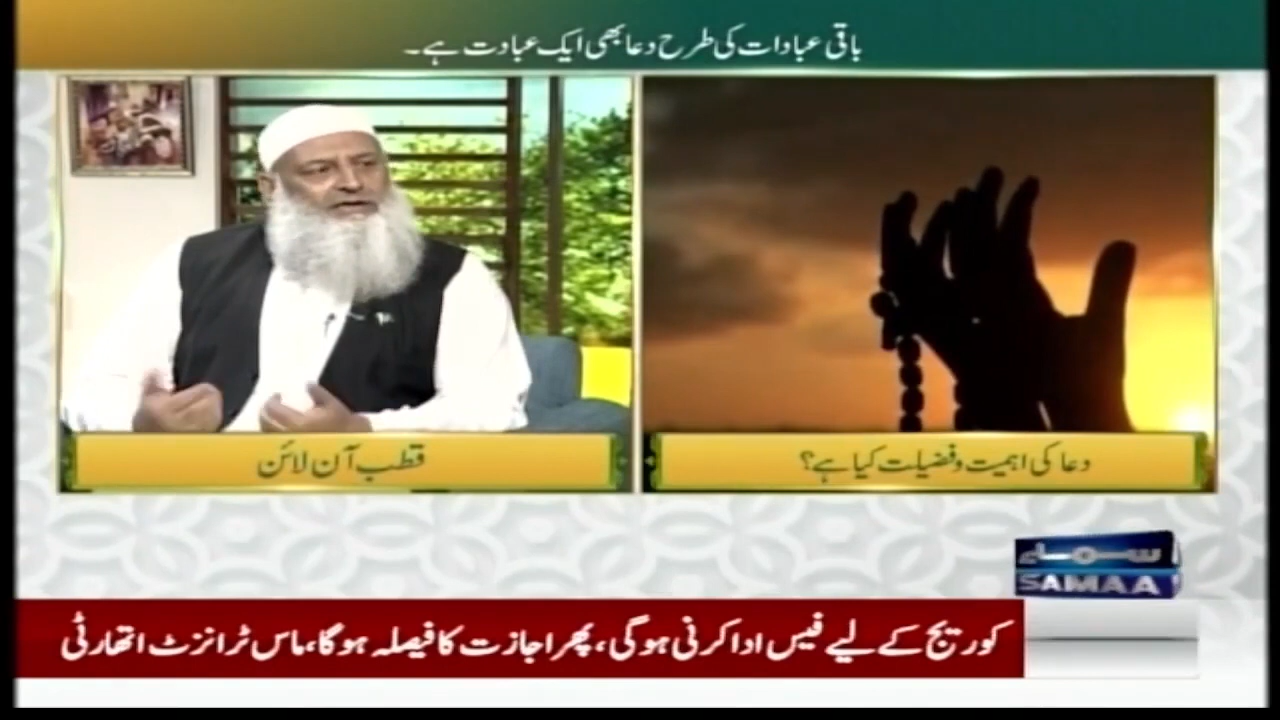 باقی عبادات کی طرح دعا بھی ایک عبادت ہے۔
قطب آن لائن
دعا کی اہمیت و فضیلت کیا ہے؟
سماء
SAMAA
کوریج کے لیے فیس ادا کرنی ہوگی، پھر اجازت کا فیصلہ ہوگا، ماس ٹرانزٹ اتھارٹی